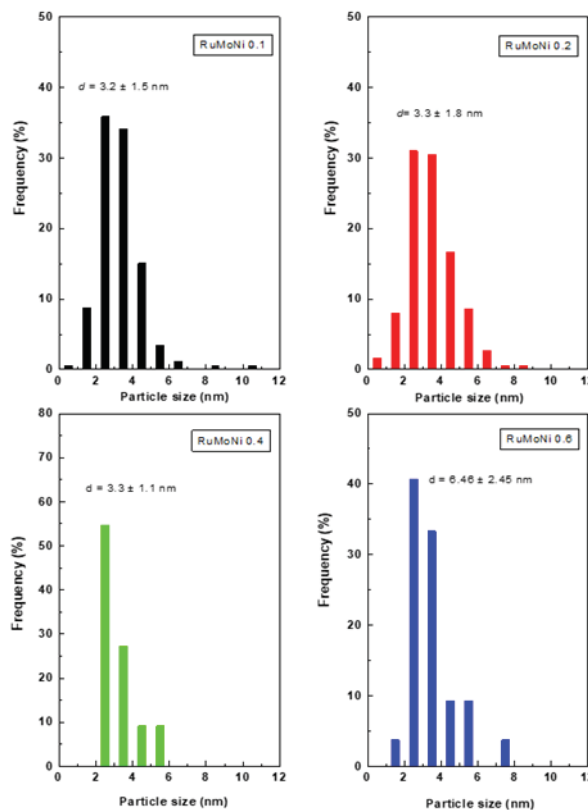 50
40
30
20
10
0
Frequency (%)
RuMoNi 0.1
d = 3.2 ± 1.5 nm
0 2 4 6 8 10 12
Particle size (nm)
50
40
30
20
10
0
Frequency (%)
RuMoNi 0.2
d= 3.3 ± 1.8 nm
0 2 4 6 8 10 12
Particle size (nm)
80
70
60
50
40
30
20
10
0
Frequency (%)
RuMoNi 0.4
d = 3.3 ± 1.1 nm
0 2 4 6 8 10 12
Particle size (nm)
50
40
30
20
10
0
Frequency (%)
RuMoNi 0.6
d = 6.46 ± 2.45 nm
0 2 4 6 8 10 12
Particle size (nm)